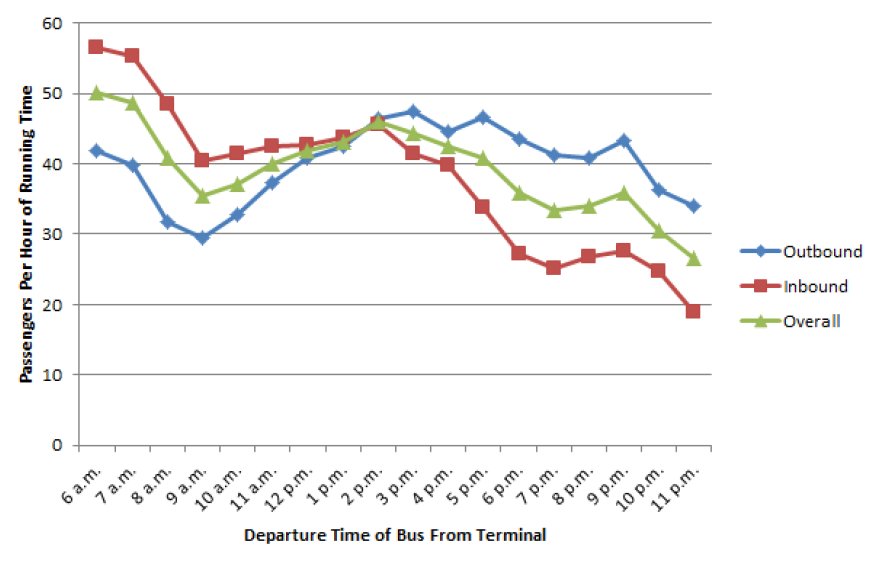 60
50
40
30
20
10
0
Passengers Per Hour of Running Time
6 a.m.
7 a.m.
8 a.m.
9 a.m.
10 a.m.
11 a.m.
12 p.m.
1 p.m.
2 p.m.
3 p.m.
4 p.m.
5 p.m.
6 p.m.
7 p.m.
8 p.m.
9 p.m.
10 p.m.
11 p.m.
Departure Time of Bus From Terminal
Outbound
Inbound
Overall